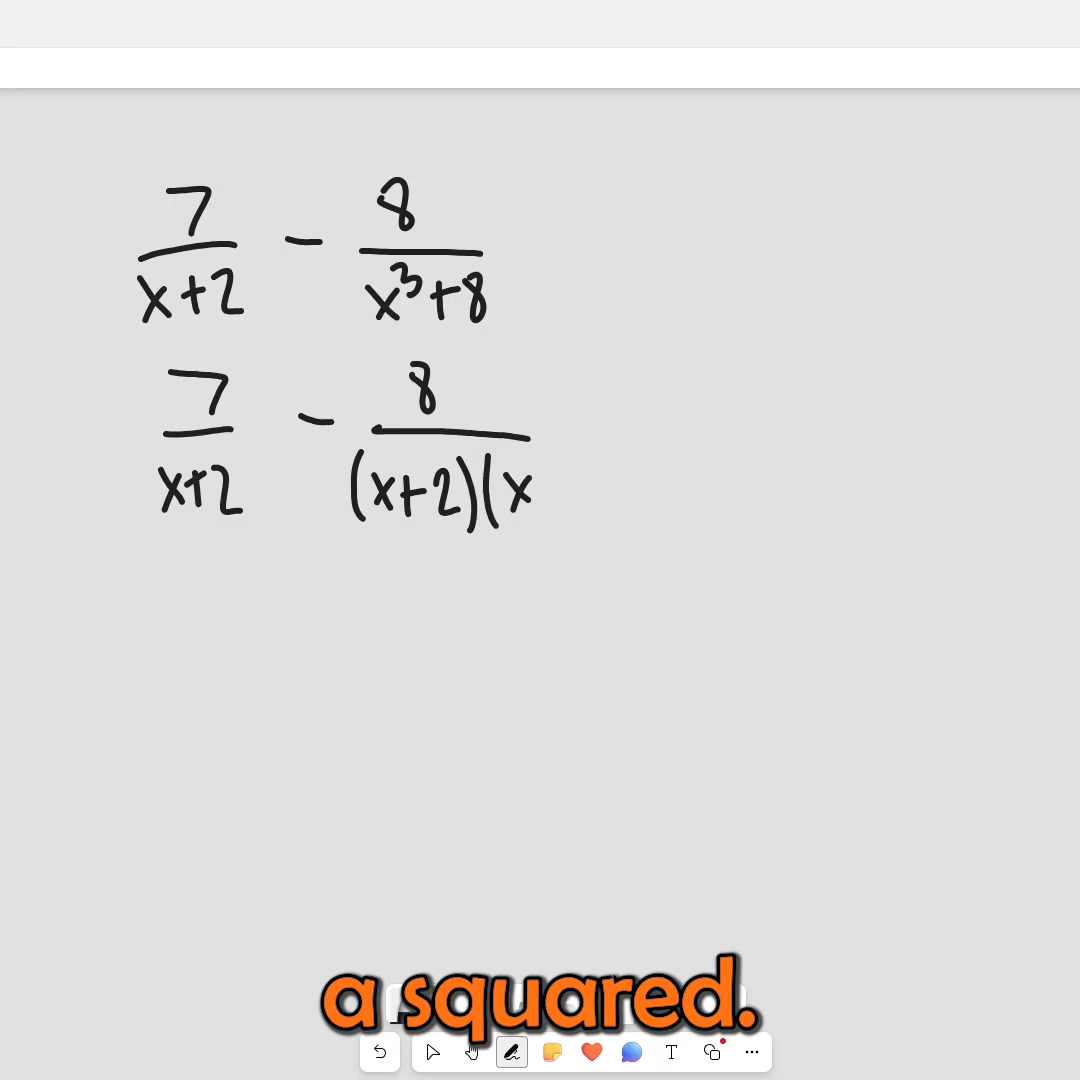 7/(x+2) - 8/(x³+8)
7/(x+2) - 8/((x+2)(x
a squared.
T